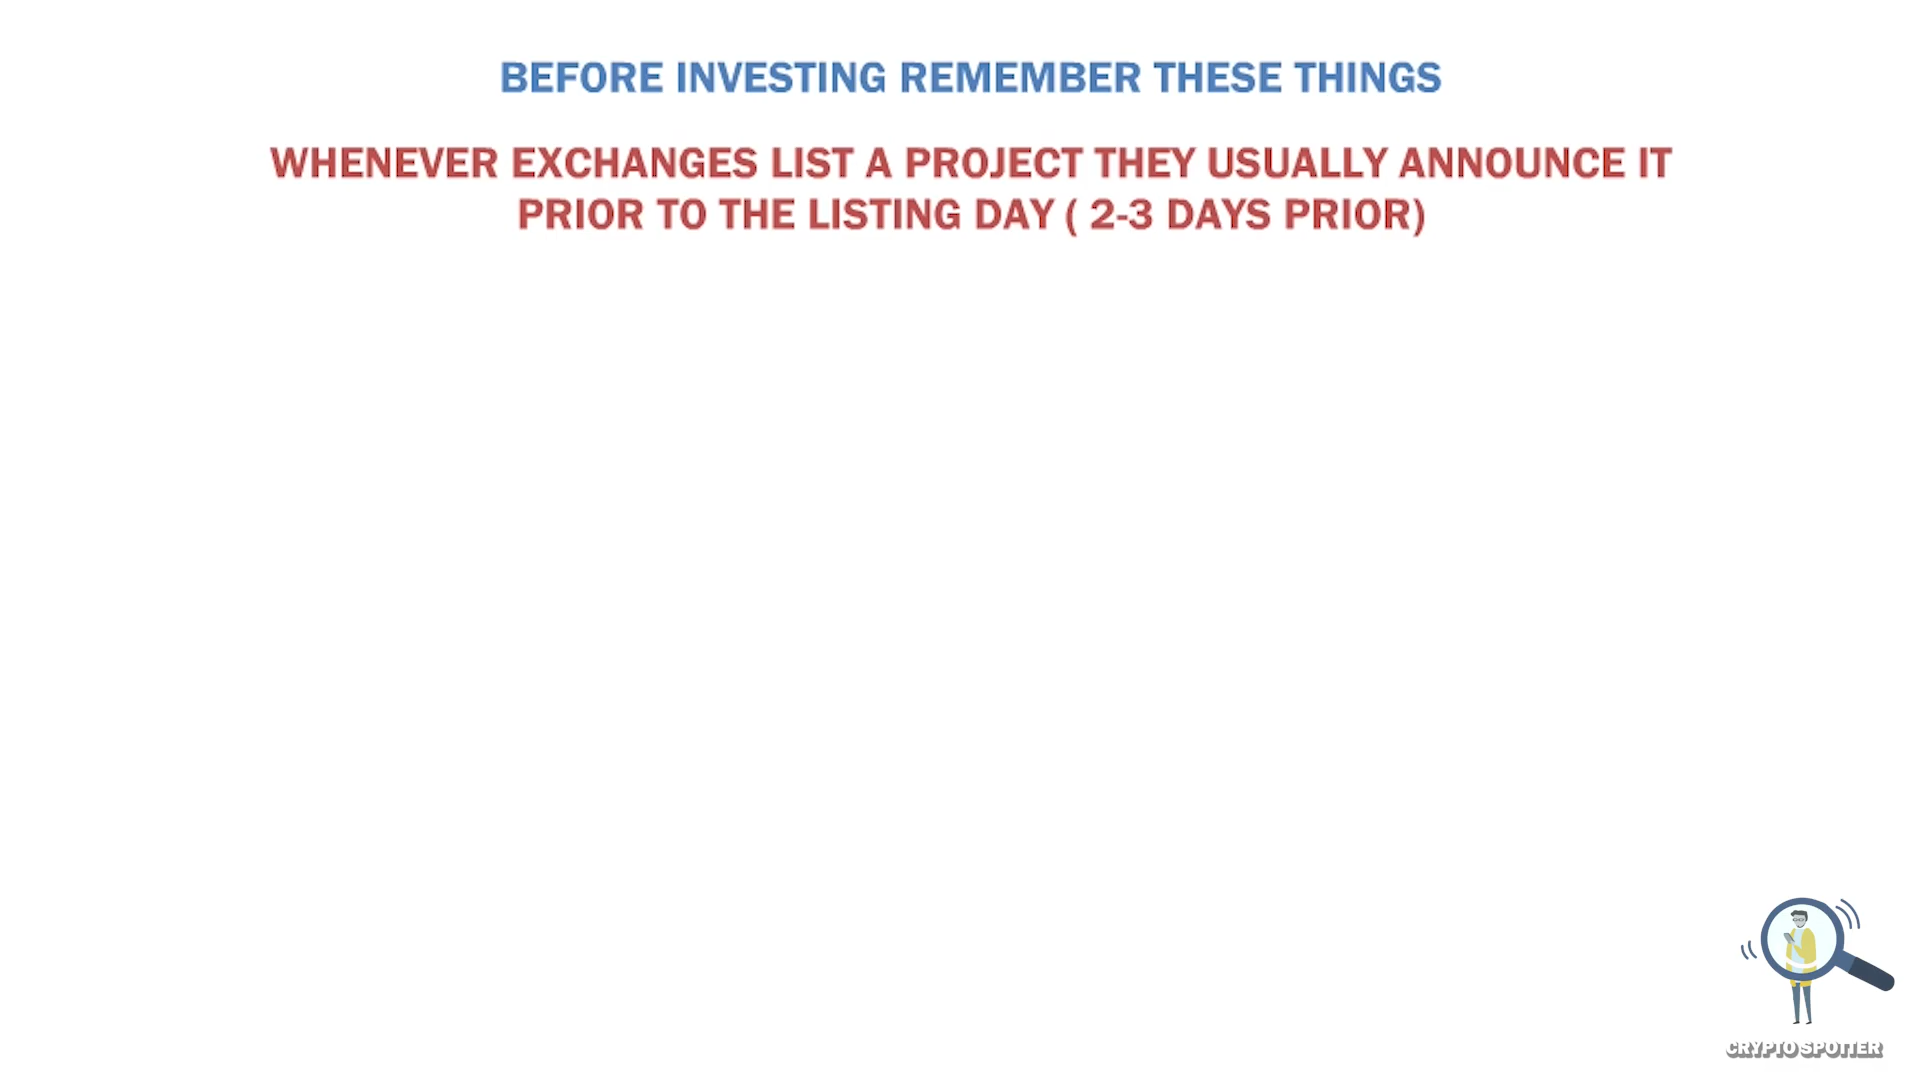 BEFORE INVESTING REMEMBER THESE THINGS
WHENEVER EXCHANGES LIST A PROJECT THEY USUALLY ANNOUNCE IT
PRIOR TO THE LISTING DAY ( 2-3 DAYS PRIOR)
CRYPTO SPOTTER